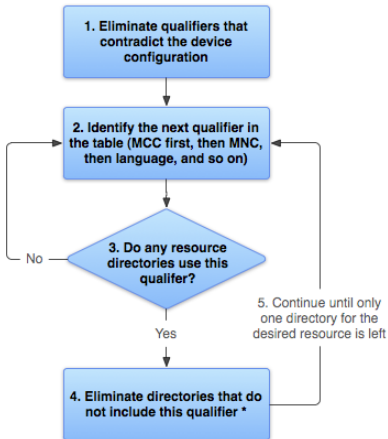 1. Eliminate qualifiers that
contradict the device
configuration
2. Identify the next qualifier in
the table (MCC first, then MNC,
then language, and so on)
3. Do any resource
directories use this
qualifer?
No
Yes
5. Continue until only
one directory for the
desired resource is left
4. Eliminate directories that do
not include this qualifier *